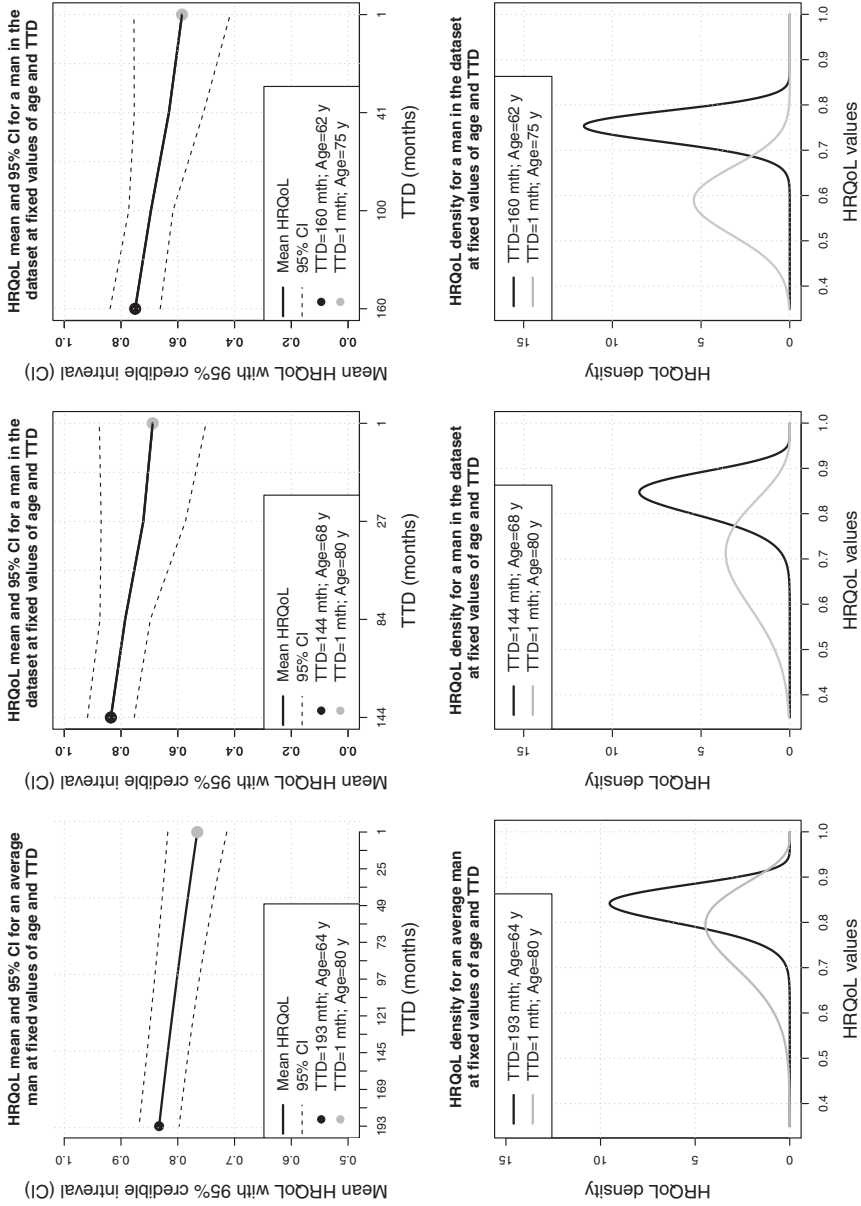 HRQoL mean and 95% CI for an average
man at fixed values of age and TTD
Mean HRQoL with 95% credible intreval (CI)
1.0
0.9
0.8
0.7
0.6
0.5
Mean HRQoL
95% CI
TTD=193 mth; Age=64 y
TTD=1 mth; Age=80 y
193 169 145 121 97 73 49 25 1
TTD (months)
HRQoL mean and 95% CI for a man in the
dataset at fixed values of age and TTD
Mean HRQoL with 95% credible intreval (CI)
1.0
0.8
0.6
0.4
0.2
0.0
Mean HRQoL
95% CI
TTD=144 mth; Age=68 y
TTD=1 mth; Age=80 y
144 84 27 1
TTD (months)
HRQoL mean and 95% CI for a man in the
dataset at fixed values of age and TTD
Mean HRQoL with 95% credible intreval (CI)
1.0
0.8
0.6
0.4
0.2
0.0
Mean HRQoL
95% CI
TTD=160 mth; Age=62 y
TTD=1 mth; Age=75 y
160 100 41 1
TTD (months)
HRQoL density for an average man
at fixed values of age and TTD
HRQoL density
15
10
5
0
TTD=193 mth; Age=64 y
TTD=1 mth; Age=80 y
0.4 0.5 0.6 0.7 0.8 0.9 1.0
HRQoL values
HRQoL density for a man in the dataset
at fixed values of age and TTD
HRQoL density
15
10
5
0
TTD=144 mth; Age=68 y
TTD=1 mth; Age=80 y
0.4 0.5 0.6 0.7 0.8 0.9 1.0
HRQoL values
HRQoL density for a man in the dataset
at fixed values of age and TTD
HRQoL density
15
10
5
0
TTD=160 mth; Age=62 y
TTD=1 mth; Age=75 y
0.4 0.5 0.6 0.7 0.8 0.9 1.0
HRQoL values